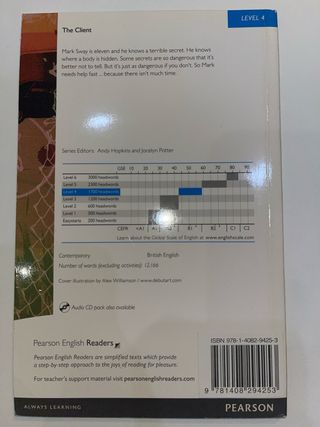 LEVEL 4
The Client
Mark Sway is eleven and he knows a terrible secret. He knows
where a body is hidden. Some secrets are so dangerous that it's
better not to tell. But it's just as dangerous if you don't. So Mark
needs help fast ... because there isn't much time.
Series Editors: Andy Hopkins and Jocelyn Potter
GSE 10 20 30 40 50 60 70 80 90
Level 6 3000 headwords
Level 5 2300 headwords
Level 4 1700 headwords
Level 3 1200 headwords
Level 2 600 headwords
Level 1 300 headwords
Easystarts 200 headwords
CEFR <A1 A1 A2 + B1 + B2 + C1 C2
Learn about the Global Scale of English at www.english.com/gse
Contemporary British English
Number of words (excluding activities): 12,166
Cover illustration by Alex Williamson / www.debutart.com
Audio CD pack also available
Pearson English Readers
Pearson English Readers are simplified texts which provide
a step-by-step approach to the joys of reading for pleasure.
For teacher's support material visit pearsonenglishreaders.com
ISBN 978-1-4082-9425-3
9 781408 294253
ALWAYS LEARNING
PEARSON